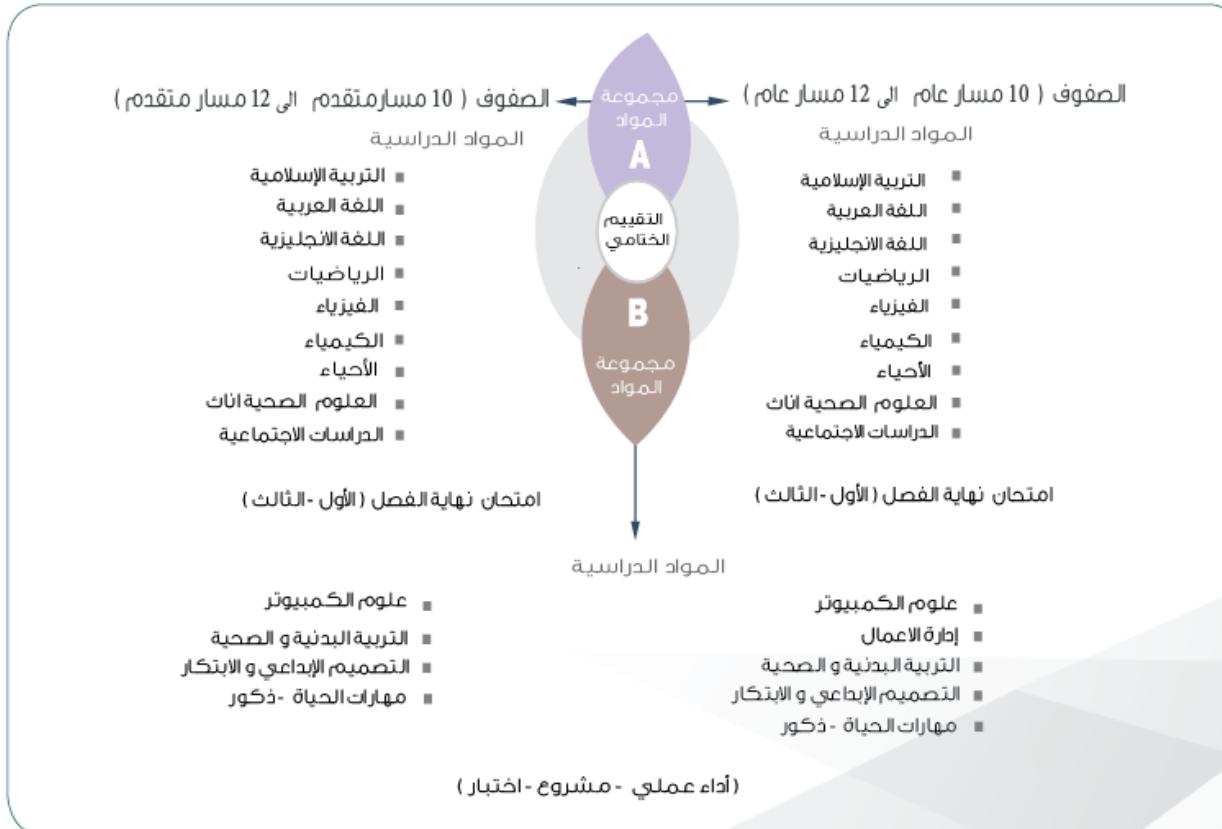 الصفوف ( 10 مسار عام الى 12 مسار عام )
المواد الدراسية
التربية الإسلامية
اللغة العربية
اللغة الانجليزية
الرياضيات
الفيزياء
الكيمياء
الأحياء
العلوم الصحية اناث
الدراسات الاجتماعية
امتحان نهاية الفصل ( الأول - الثالث )
مجموعة
المواد
A
التقييم
الختامي
B
مجموعة
المواد
الصفوف ( 10 مسار متقدم الى 12 مسار متقدم )
المواد الدراسية
التربية الإسلامية
اللغة العربية
اللغة الانجليزية
الرياضيات
الفيزياء
الكيمياء
الأحياء
العلوم الصحية اناث
الدراسات الاجتماعية
امتحان نهاية الفصل ( الأول - الثالث )
المواد الدراسية
علوم الكمبيوتر
إدارة الاعمال
التربية البدنية و الصحية
التصميم الإبداعي و الابتكار
مهارات الحياة - ذكور
علوم الكمبيوتر
التربية البدنية و الصحية
التصميم الإبداعي و الابتكار
مهارات الحياة - ذكور
( أداء عملي - مشروع - اختبار )